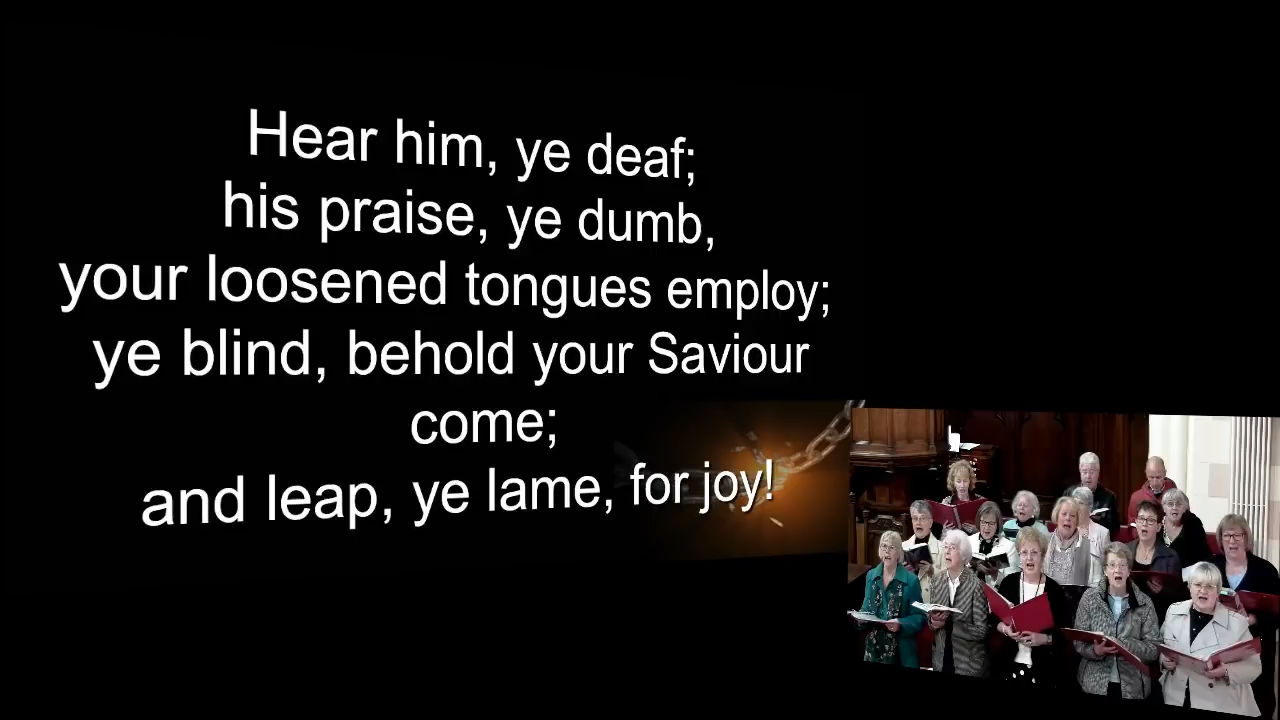 Hear him, ye deaf;
his praise, ye dumb,
your loosened tongues employ;
ye blind, behold your Saviour
come;
and leap, ye lame, for joy!